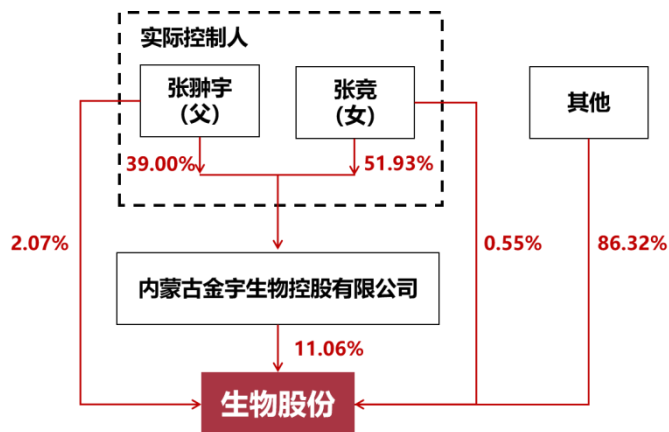 实际控制人
张翀宇
（父）
张竞
（女）
其他
39.00%
51.93%
2.07%
0.55%
86.32%
内蒙古金宇生物控股有限公司
11.06%
生物股份